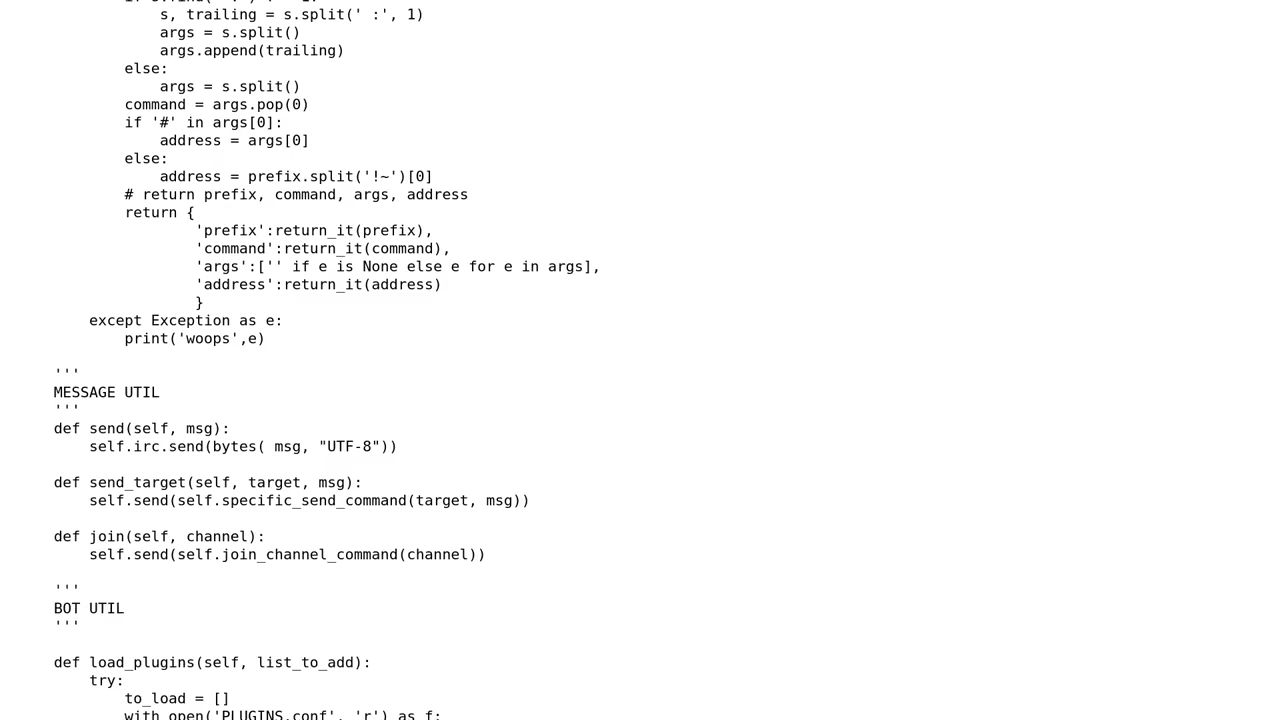 s, trailing = s.split(' :', 1)
args = s.split()
args.append(trailing)
else:
args = s.split()
command = args.pop(0)
if '#' in args[0]:
address = args[0]
else:
address = prefix.split('!~')[0]
# return prefix, command, args, address
return {
'prefix':return_it(prefix),
'command':return_it(command),
'args':['' if e is None else e for e in args],
'address':return_it(address)
}
except Exception as e:
print('woops',e)
'''
MESSAGE UTIL
'''
def send(self, msg):
self.irc.send(bytes( msg, "UTF-8"))
def send_target(self, target, msg):
self.send(self.specific_send_command(target, msg))
def join(self, channel):
self.send(self.join_channel_command(channel))
'''
BOT UTIL
'''
def load_plugins(self, list_to_add):
try:
to_load = []
with open('PLUGINS.conf', 'r') as f: